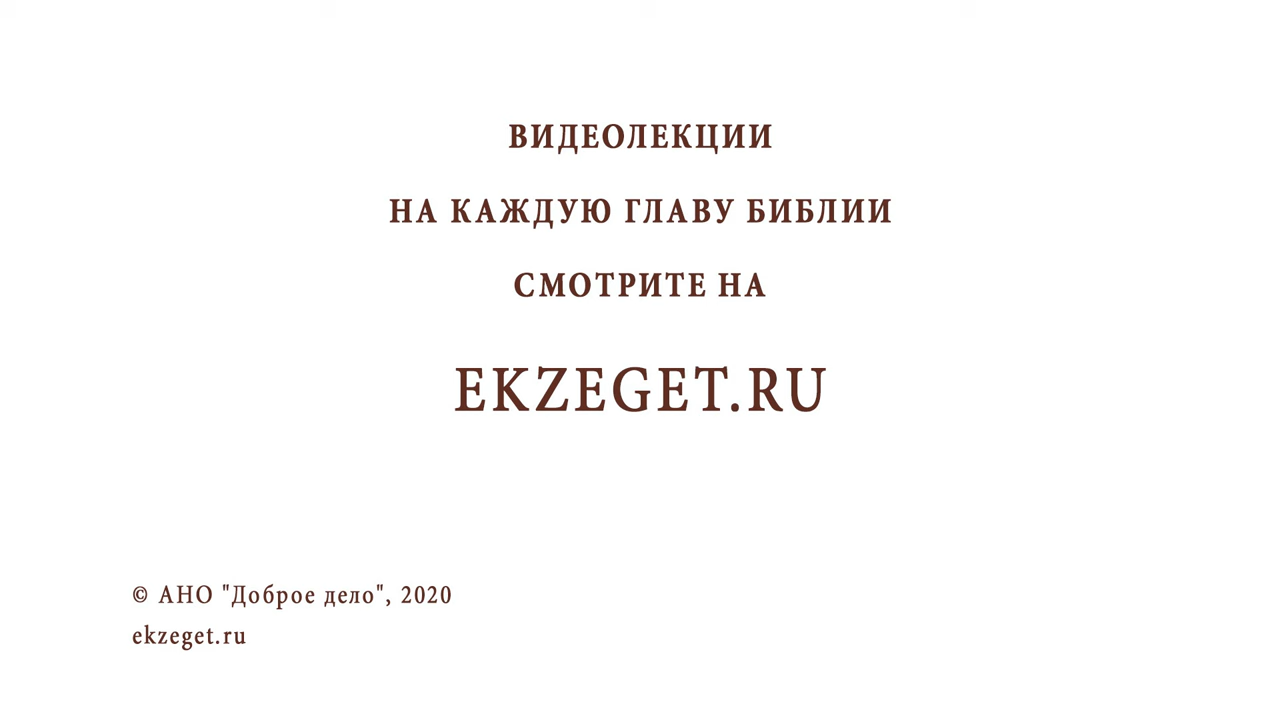 ВИДЕОЛЕКЦИИ
НА КАЖДУЮ ГЛАВУ БИБЛИИ
СМОТРИТЕ НА
EKZEGET.RU
© АНО "Доброе дело", 2020
ekzeget.ru